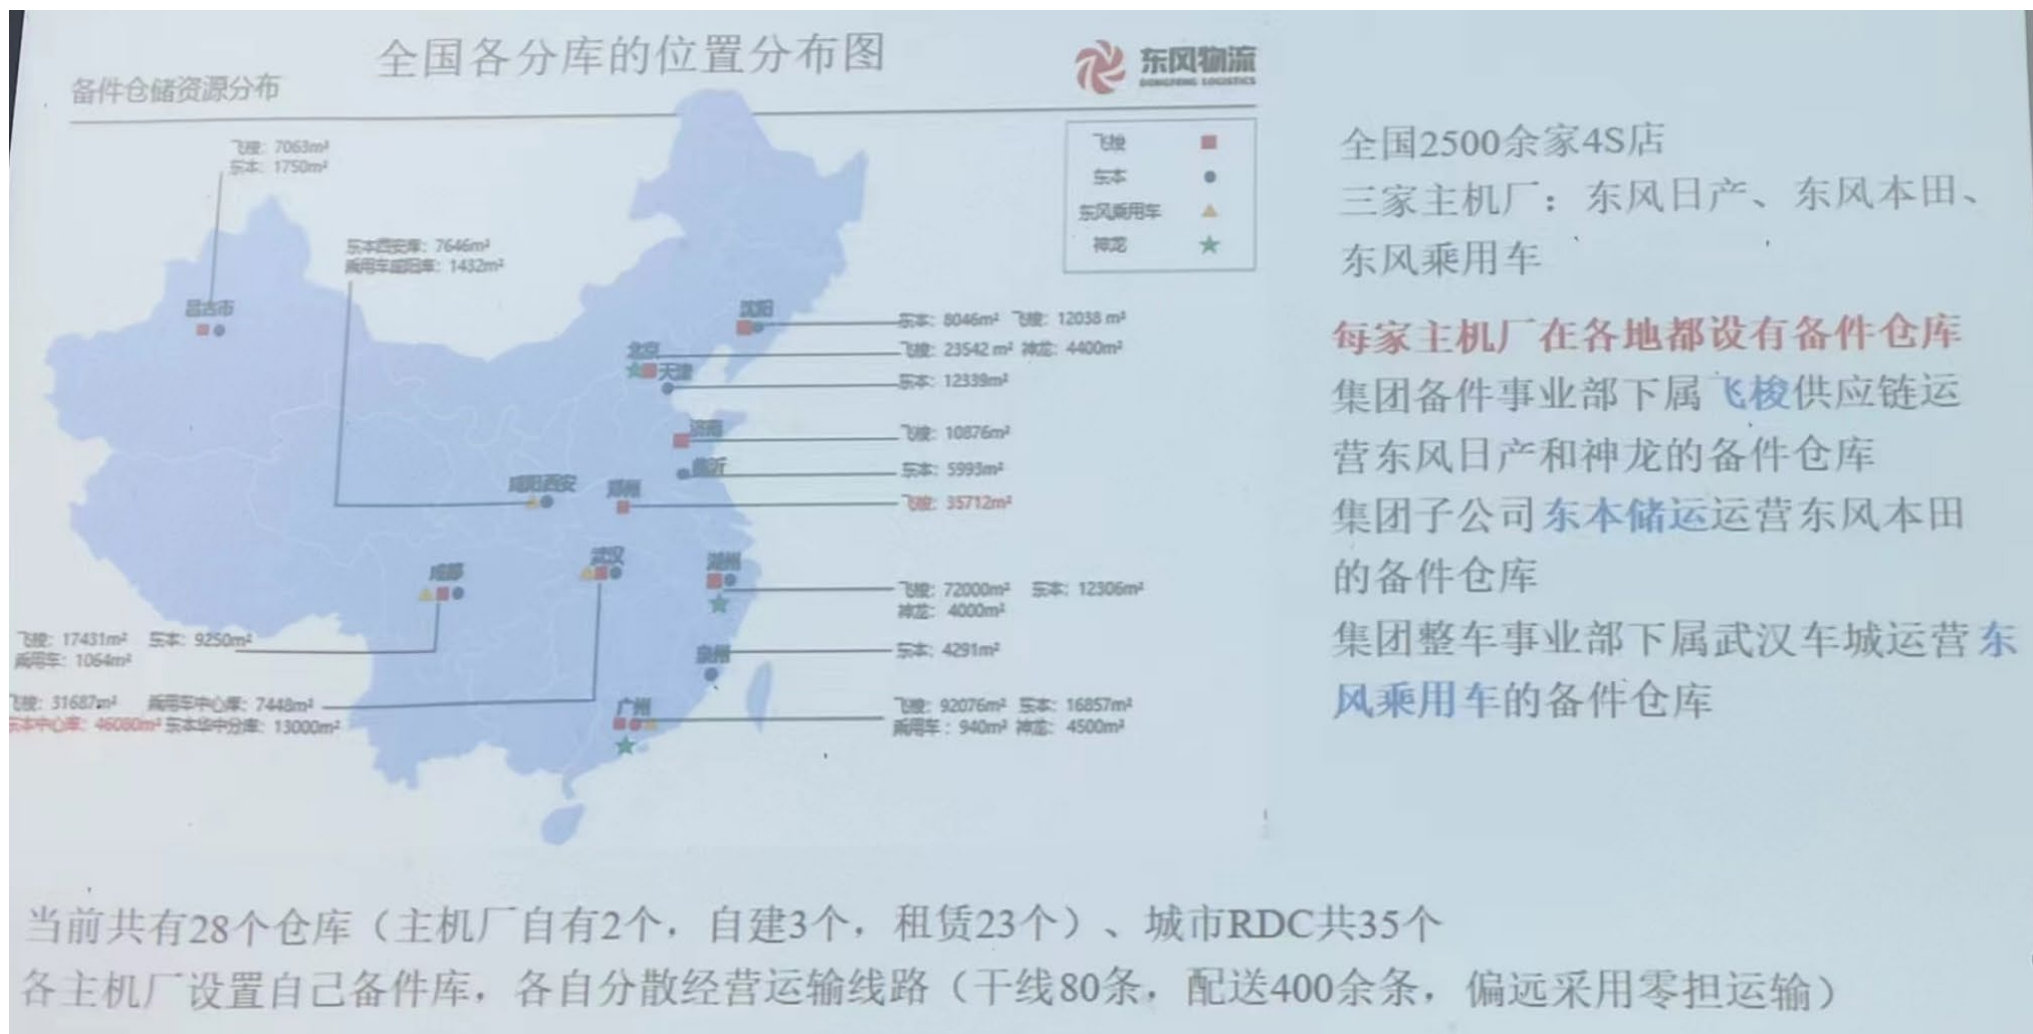 全国各分库的位置分布图
备件仓储资源分布
东风物流
DONGFENG LOGISTICS
飞梭
东本
东风乘用车
神龙
飞梭：7063m²
东本：1750m²
东本西安库：7646m²
乘用车咸阳库：1432m²
昌吉市
沈阳
东本：8046m² 飞梭：12038 m²
北京
飞梭：23542 m² 神龙：4400m²
天津
东本：12339m²
济南
飞梭：10876m²
临沂
东本：5993m²
咸阳西安
郑州
飞梭：35712m²
武汉
湖州
成都
飞梭：72000m² 东本：12306m²
神龙：4000m²
飞梭：17431m² 东本：9250m²
乘用车：1064m²
泉州
东本：4291m²
飞梭：31687m² 乘用车中心库：7448m²
东本中心库：46080m² 东本华中分库：13000m²
广州
飞梭：92076m² 东本：16857m²
乘用车：940m² 神龙：4500m²
全国2500余家4S店
三家主机厂：东风日产、东风本田、
东风乘用车
每家主机厂在各地都设有备件仓库
集团备件事业部下属飞梭供应链运
营东风日产和神龙的备件仓库
集团子公司东本储运运营东风本田
的备件仓库
集团整车事业部下属武汉车城运营东
风乘用车的备件仓库
当前共有28个仓库（主机厂自有2个，自建3个，租赁23个）、城市RDC共35个
各主机厂设置自己备件库，各自分散经营运输线路（干线80条，配送400余条，偏远采用零担运输）